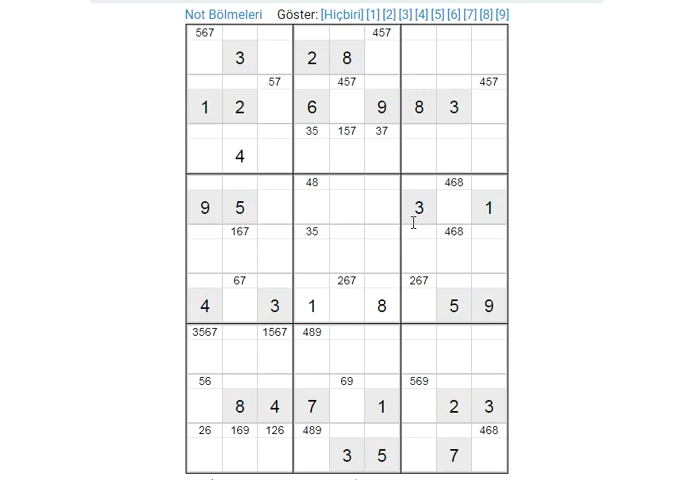 Not Bölmeleri Göster: [Hiçbiri] [1] [2] [3] [4] [5] [6] [7] [8] [9]
567 457
3 2 8
57 457 457
1 2 6 9 8 3
35 157 37
4
48 468
9 5 3 1
167 35 468
67 267 267
4 3 1 8 5 9
3567 1567 489
56 69 569
8 4 7 1 2 3
26 169 126 489 468
3 5 7